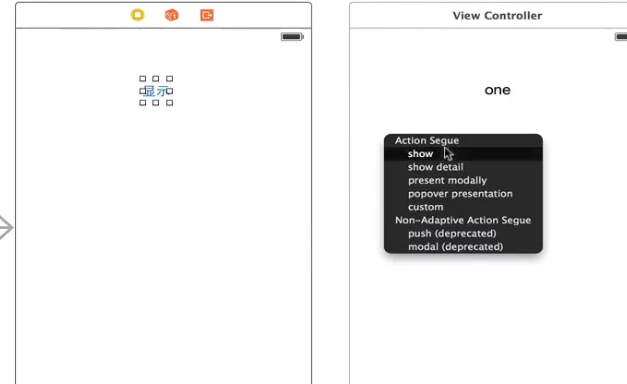 显示
View Controller
one
Action Segue
show
show detail
present modally
popover presentation
custom
Non-Adaptive Action Segue
push (deprecated)
modal (deprecated)